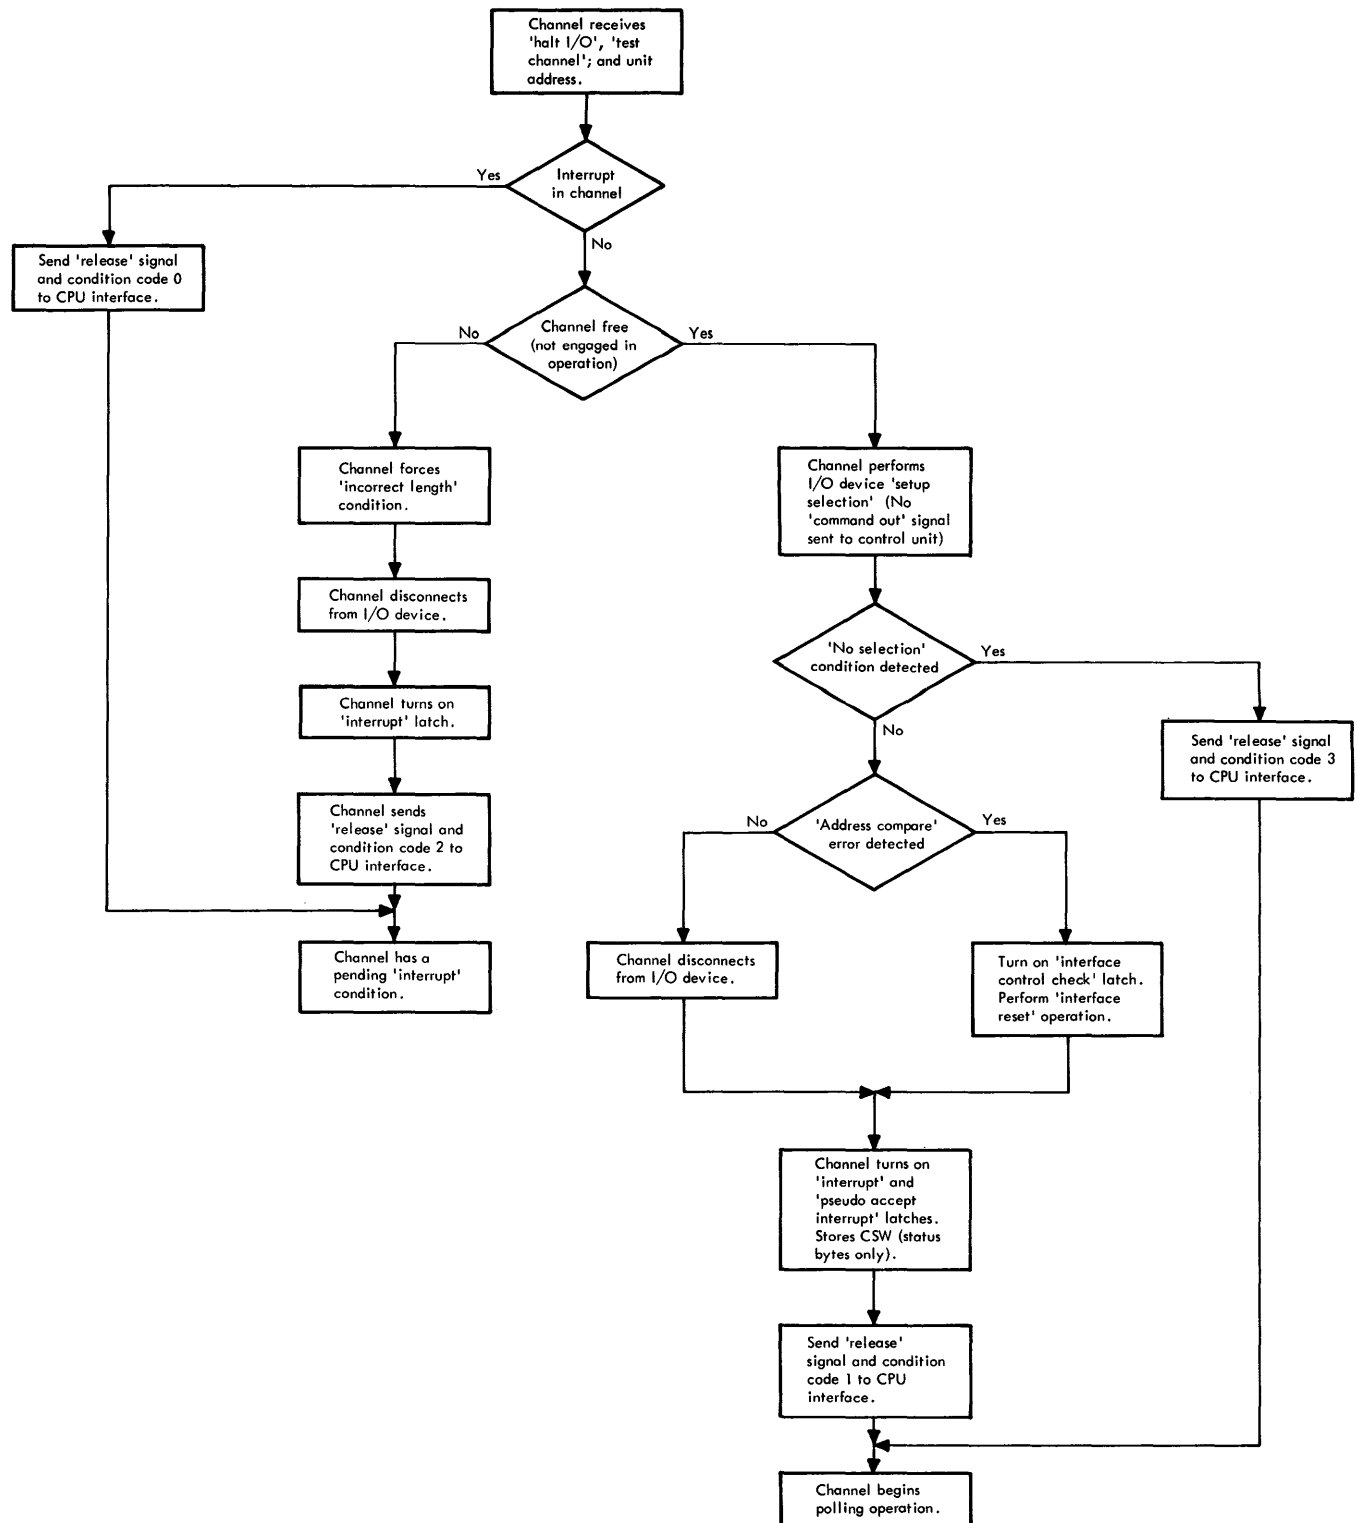 Channel receives
'halt I/O', 'test
channel'; and unit
address.
Yes
Interrupt
in channel
No
Send 'release' signal
and condition code 0
to CPU interface.
No
Channel free
(not engaged in
operation)
Yes
Channel forces
'incorrect length'
condition.
Channel performs
I/O device 'setup
selection' (No
'command out' signal
sent to control unit)
Channel disconnects
from I/O device.
'No selection'
condition detected
Yes
No
Channel turns on
'interrupt' latch.
Send 'release' signal
and condition code 3
to CPU interface.
Channel sends
'release' signal and
condition code 2 to
CPU interface.
No
'Address compare'
error detected
Yes
Channel has a
pending 'interrupt'
condition.
Channel disconnects
from I/O device.
Turn on 'interface
control check' latch.
Perform 'interface
reset' operation.
Channel turns on
'interrupt' and
'pseudo accept
interrupt' latches.
Stores CSW (status
bytes only).
Send 'release'
signal and condition
code 1 to CPU
interface.
Channel begins
polling operation.